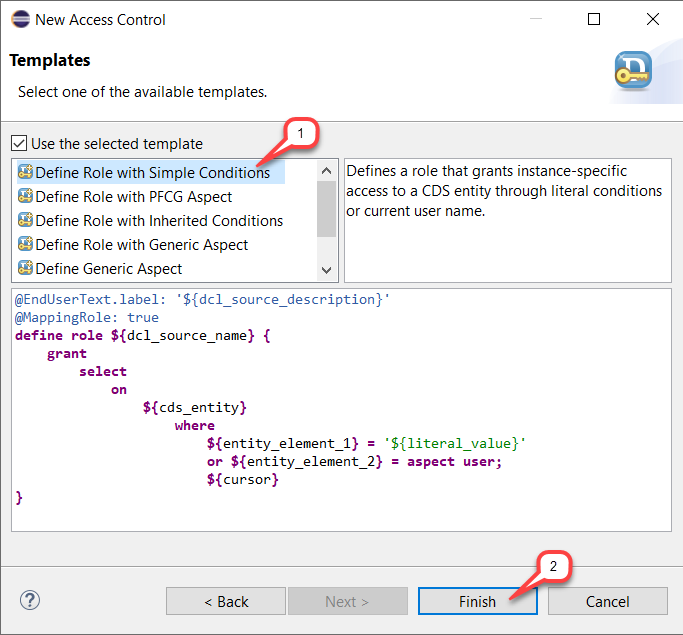 New Access Control
Templates
Select one of the available templates.
Use the selected template
1
Define Role with Simple Conditions
Define Role with PFCG Aspect
Define Role with Inherited Conditions
Define Role with Generic Aspect
Define Generic Aspect
Defines a role that grants instance-specific
access to a CDS entity through literal conditions
or current user name.
@EndUserText.label: '${dcl_source_description}'
@MappingRole: true
define role ${dcl_source_name} {
    grant
        select
            on
                ${cds_entity}
                    where
                        ${entity_element_1} = '${literal_value}'
                        or ${entity_element_2} = aspect user;
                        ${cursor}
}
2
?
< Back
Next >
Finish
Cancel